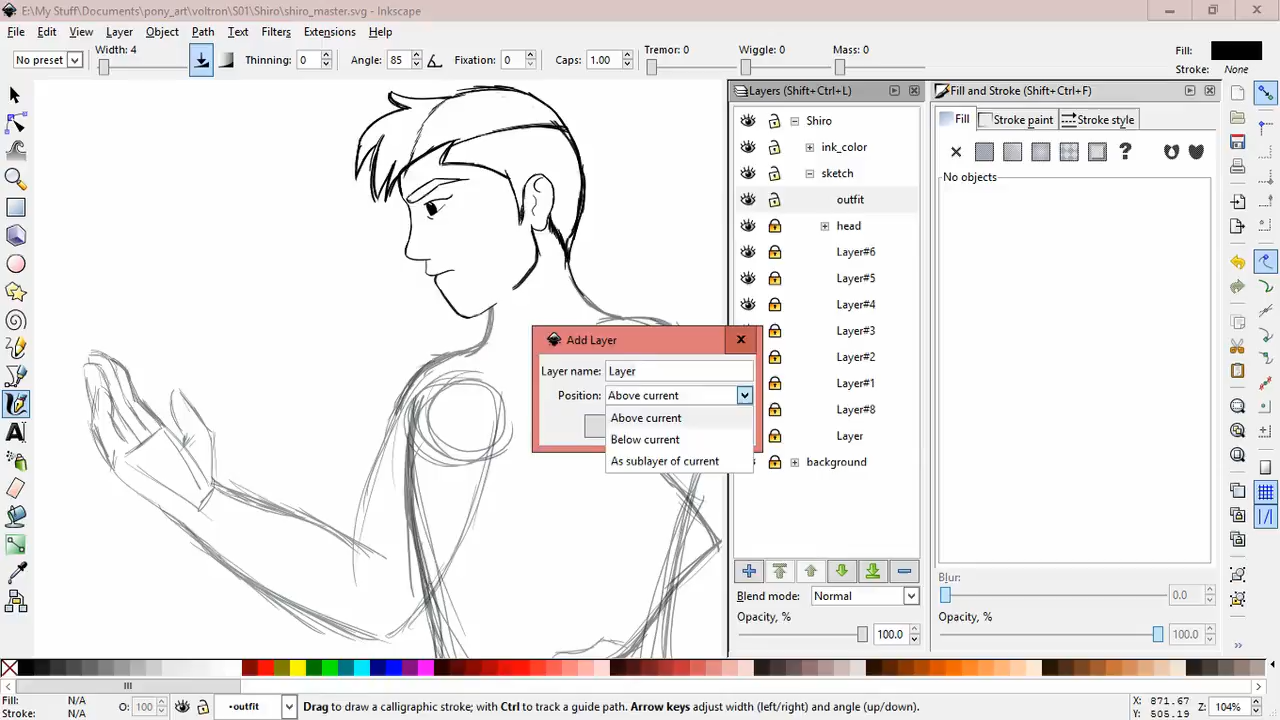 E:\My Stuff\Documents\pony_art\voltron\S01\Shiro\shiro_master.svg - Inkscape
File Edit View Layer Object Path Text Filters Extensions Help
No preset Width: 4 Thinning: 0 Angle: 85 Fixation: 0 Caps: 1.00 Tremor: 0 Wiggle: 0 Mass: 0 Fill:
Stroke: None
Layers (Shift+Ctrl+L)
Shiro
ink_color
sketch
outfit
head
Layer#6
Layer#5
Layer#4
Layer#3
Layer#2
Layer#1
Layer#8
Layer
background
Blend mode: Normal
Opacity, % 100.0
Fill and Stroke (Shift+Ctrl+F)
Fill Stroke paint Stroke style
?
No objects
Blur:
0.0
Opacity, %
100.0
Add Layer
Layer name: Layer
Position: Above current
Above current
Below current
As sublayer of current
A
Fill: N/A
Stroke: N/A
O: 100
•outfit
Drag to draw a calligraphic stroke; with Ctrl to track a guide path. Arrow keys adjust width (left/right) and angle (up/down).
X: 871.67
Y: 505.19
Z: 104%